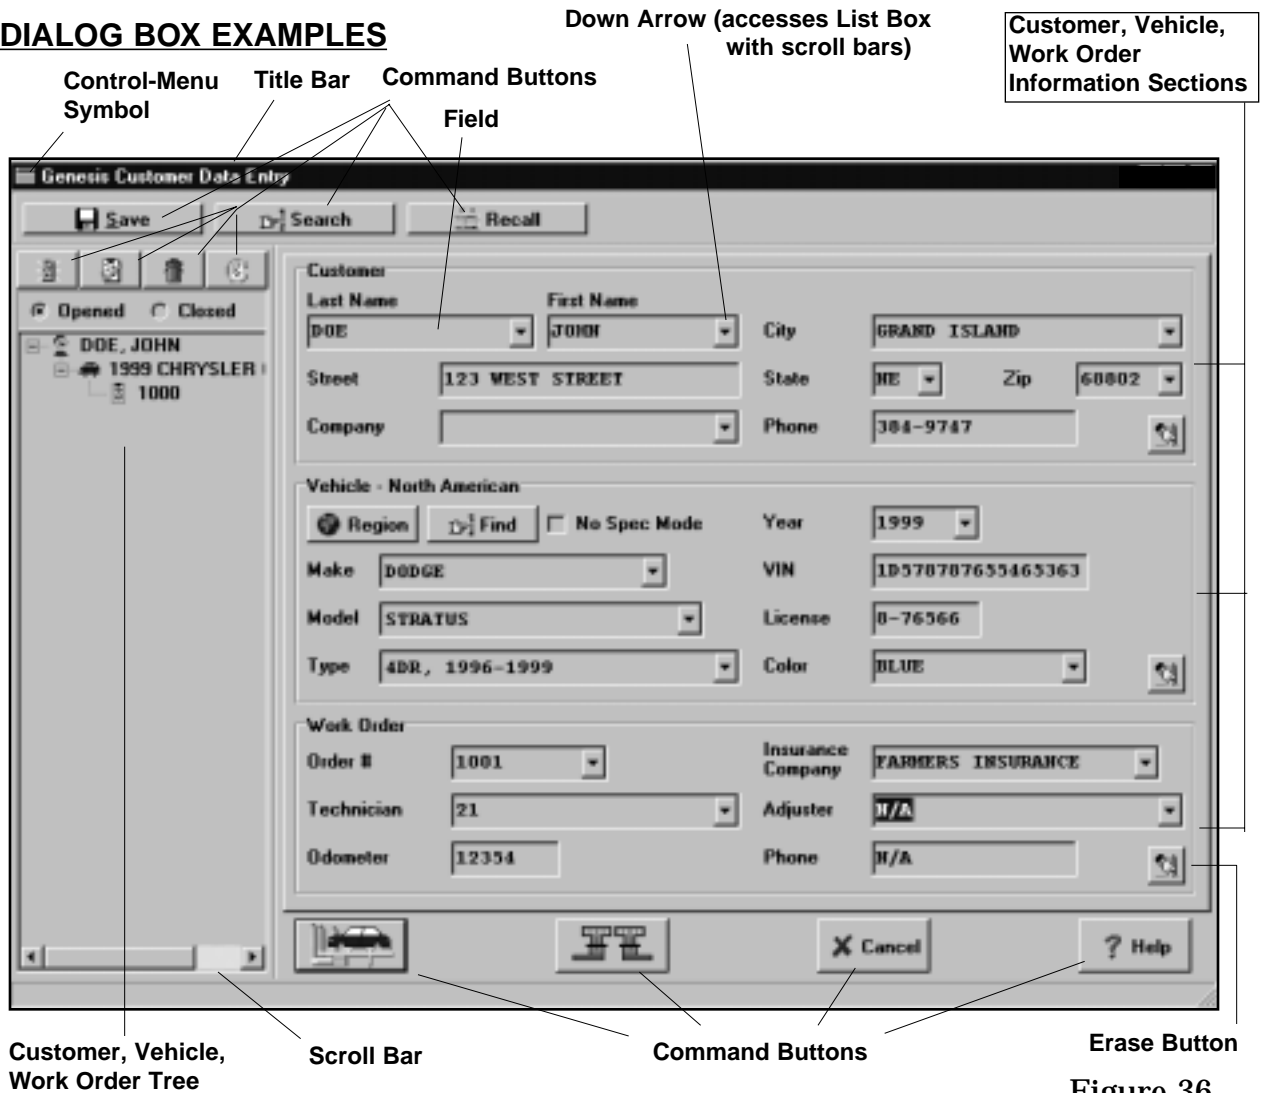 DIALOG BOX EXAMPLES
Down Arrow (accesses List Box
with scroll bars)
Customer, Vehicle,
Work Order
Information Sections
Control-Menu
Symbol
Title Bar
Command Buttons
Field
Genesis Customer Data Entry
Save
Search
Recall
Opened
Closed
DOE, JOHN
1999 CHRYSLER
1000
Customer
Last Name
First Name
DOE
JOHN
City
GRAND ISLAND
Street
123 WEST STREET
State
NE
Zip
68802
Company
Phone
384-9747
Vehicle - North American
Region
Find
No Spec Mode
Year
1999
Make
DODGE
VIN
1D578787655465363
Model
STRATUS
License
8-76566
Type
4DR, 1996-1999
Color
BLUE
Work Order
Order #
1001
Insurance
Company
FARMERS INSURANCE
Technician
21
Adjuster
N/A
Odometer
12354
Phone
N/A
Cancel
? Help
Customer, Vehicle,
Work Order Tree
Scroll Bar
Command Buttons
Erase Button
Figure 36